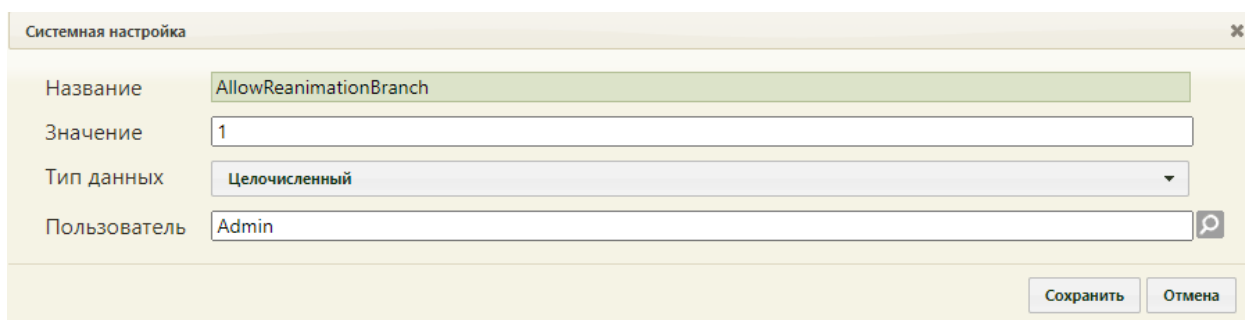 Системная настройка
Название AllowReanimationBranch
Значение 1
Тип данных Целочисленный
Пользователь Admin
Сохранить Отмена